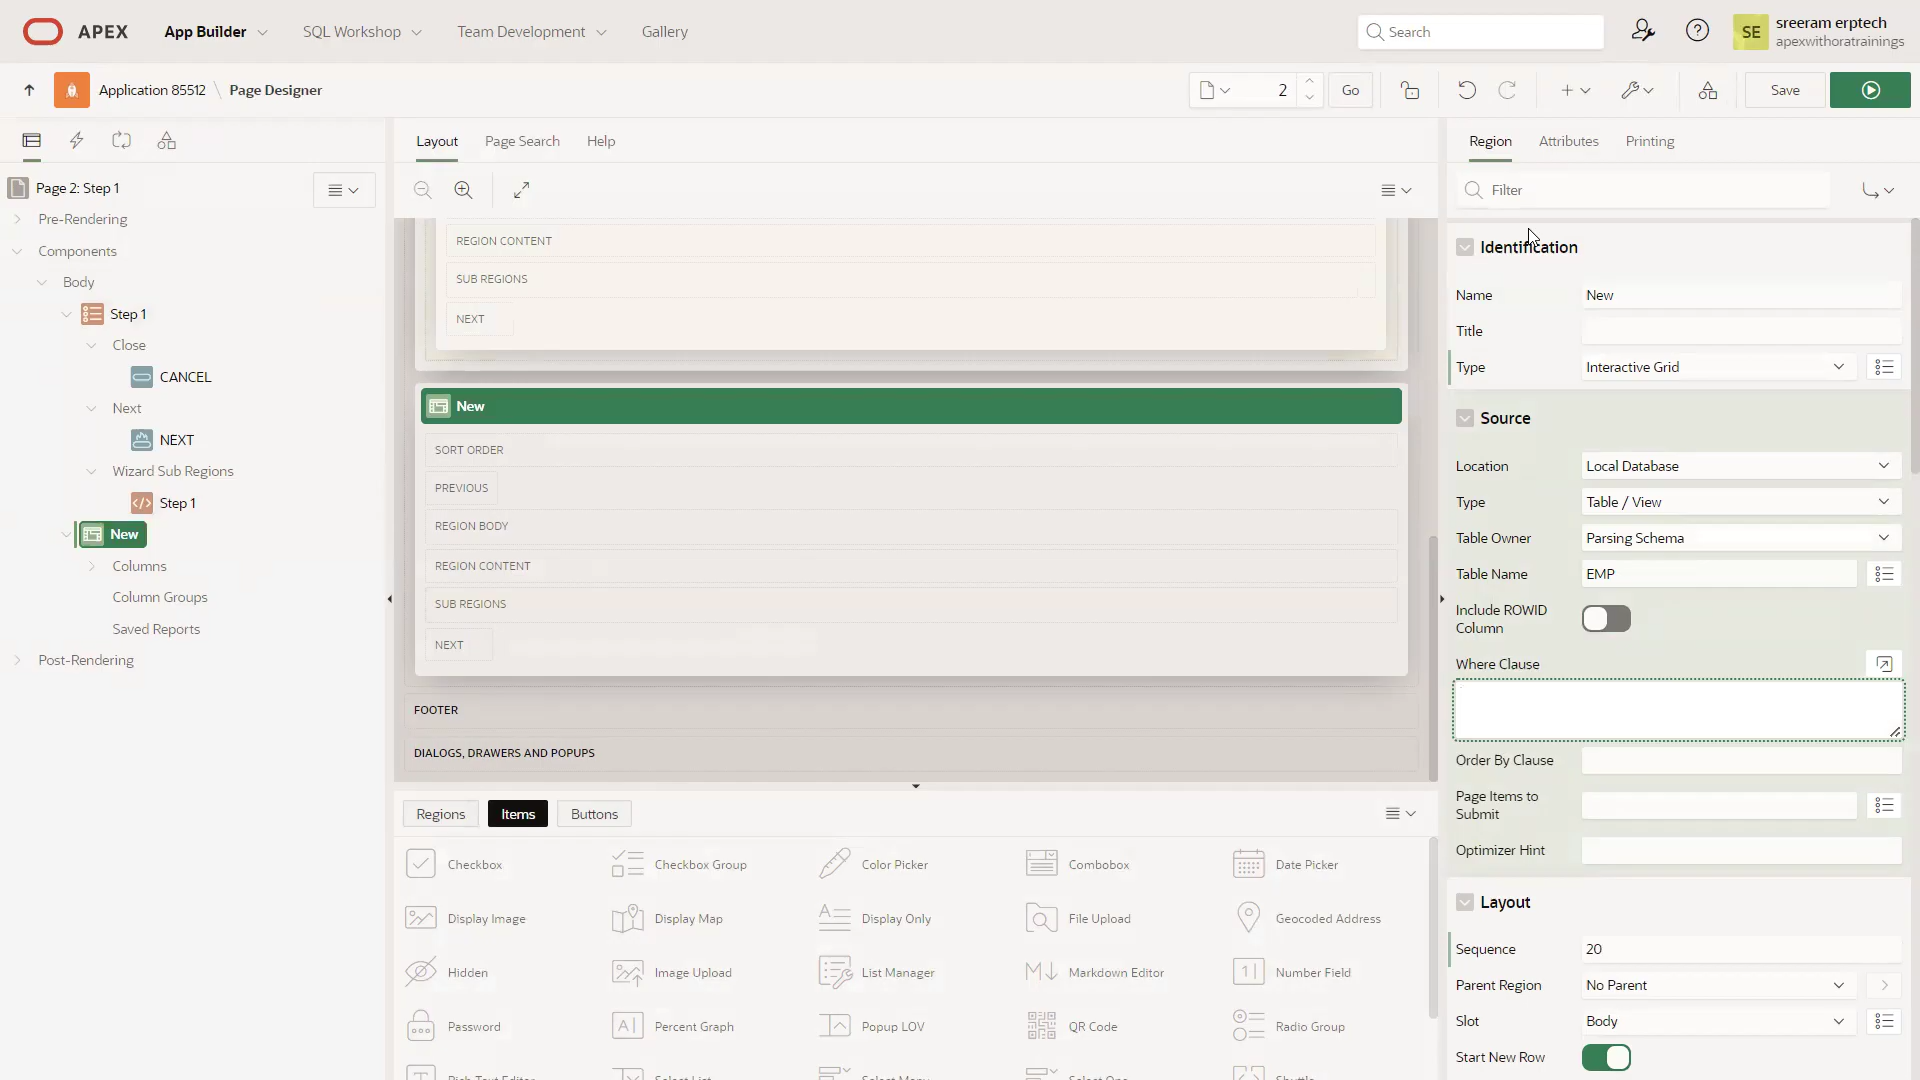 APEX
App Builder
SQL Workshop
Team Development
Gallery
Search
SE
sreeram erptech
apexwithoratrainings
Application 85512 \ Page Designer
2
Go
Save
Page 2: Step 1
Pre-Rendering
Components
Body
Step 1
Close
CANCEL
Next
NEXT
Wizard Sub Regions
Step 1
New
Columns
Column Groups
Saved Reports
Post-Rendering
Layout
Page Search
Help
REGION CONTENT
SUB REGIONS
NEXT
New
SORT ORDER
PREVIOUS
REGION BODY
REGION CONTENT
SUB REGIONS
NEXT
FOOTER
DIALOGS, DRAWERS AND POPUPS
Regions
Items
Buttons
Checkbox
Checkbox Group
Color Picker
Combobox
Date Picker
Display Image
Display Map
Display Only
File Upload
Geocoded Address
Hidden
Image Upload
List Manager
Markdown Editor
Number Field
Password
Percent Graph
Popup LOV
QR Code
Radio Group
Region
Attributes
Printing
Filter
Identification
Name New
Title
Type Interactive Grid
Source
Location Local Database
Type Table / View
Table Owner Parsing Schema
Table Name EMP
Include ROWID
Column
Where Clause
Order By Clause
Page Items to
Submit
Optimizer Hint
Layout
Sequence 20
Parent Region No Parent
Slot Body
Start New Row